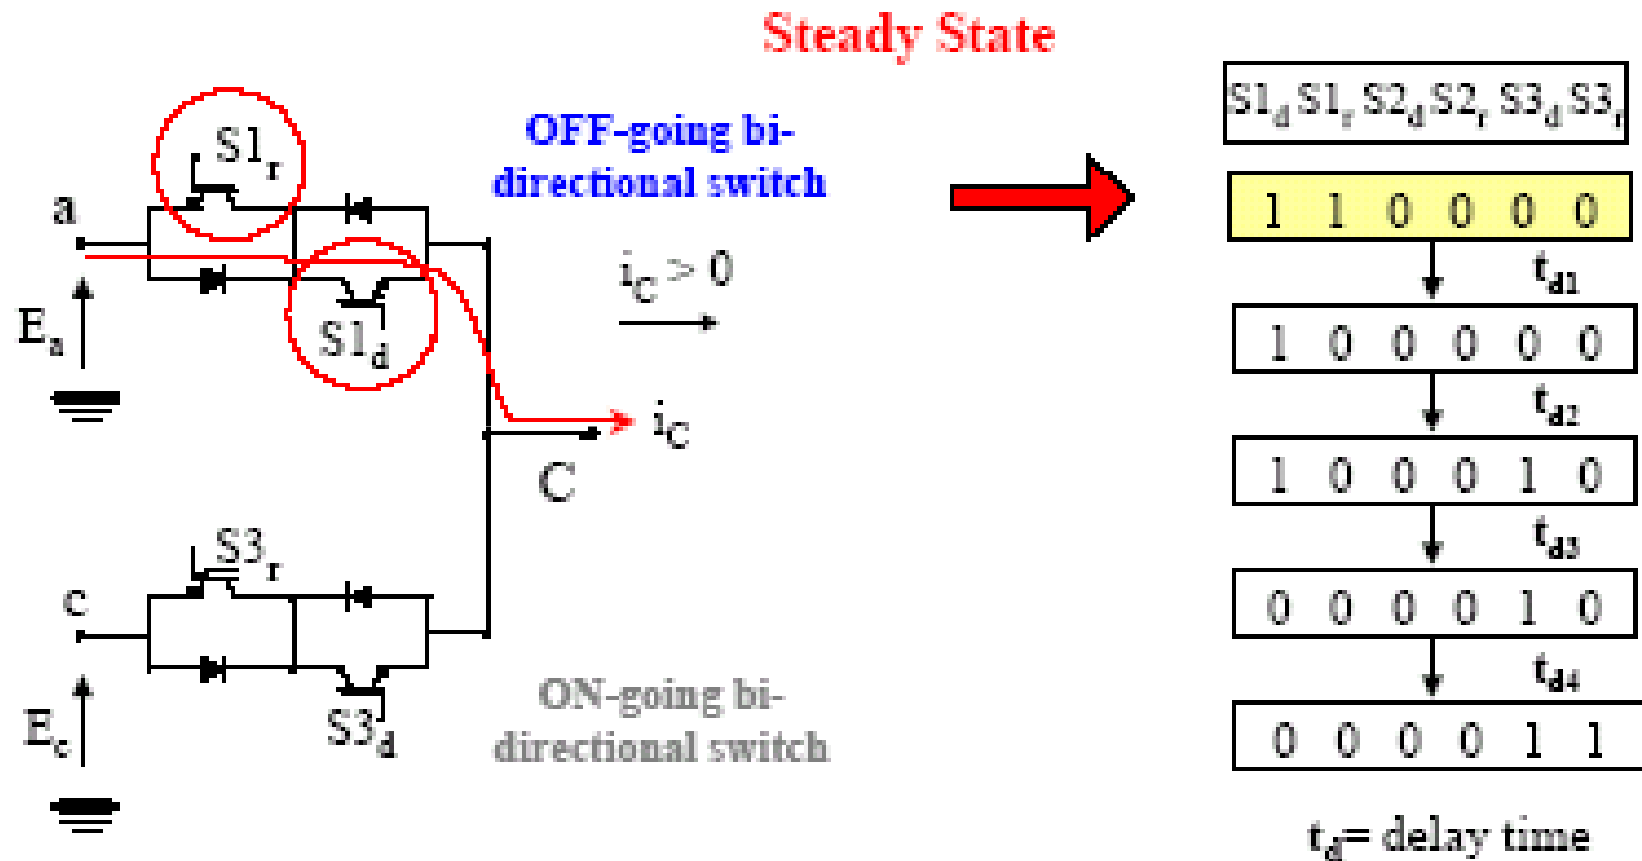 Steady State
S1r
OFF-going bi-
directional switch
a
iC > 0
S1d
Ea
iC
C
S3r
c
ON-going bi-
directional switch
S3d
Ec
S1d S1r S2d S2r S3d S3r
1 1 0 0 0 0
td1
1 0 0 0 0 0
td2
1 0 0 0 1 0
td3
0 0 0 0 1 0
td4
0 0 0 0 1 1
td= delay time